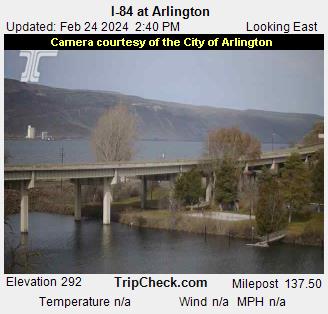 I-84 at Arlington
Updated: Feb 24 2024 2:40 PM Looking East
Camera courtesy of the City of Arlington
Elevation 292 TripCheck.com Milepost 137.50
Temperature n/a Wind n/a MPH n/a